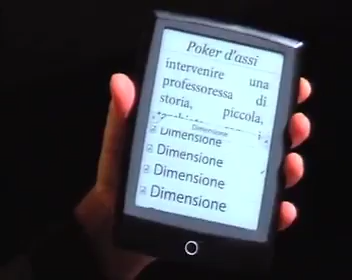 Poker d'assi
intervenire una
professoressa di
storia, piccola,
Dimensione
Dimensione
Dimensione
Dimensione
Dimensione